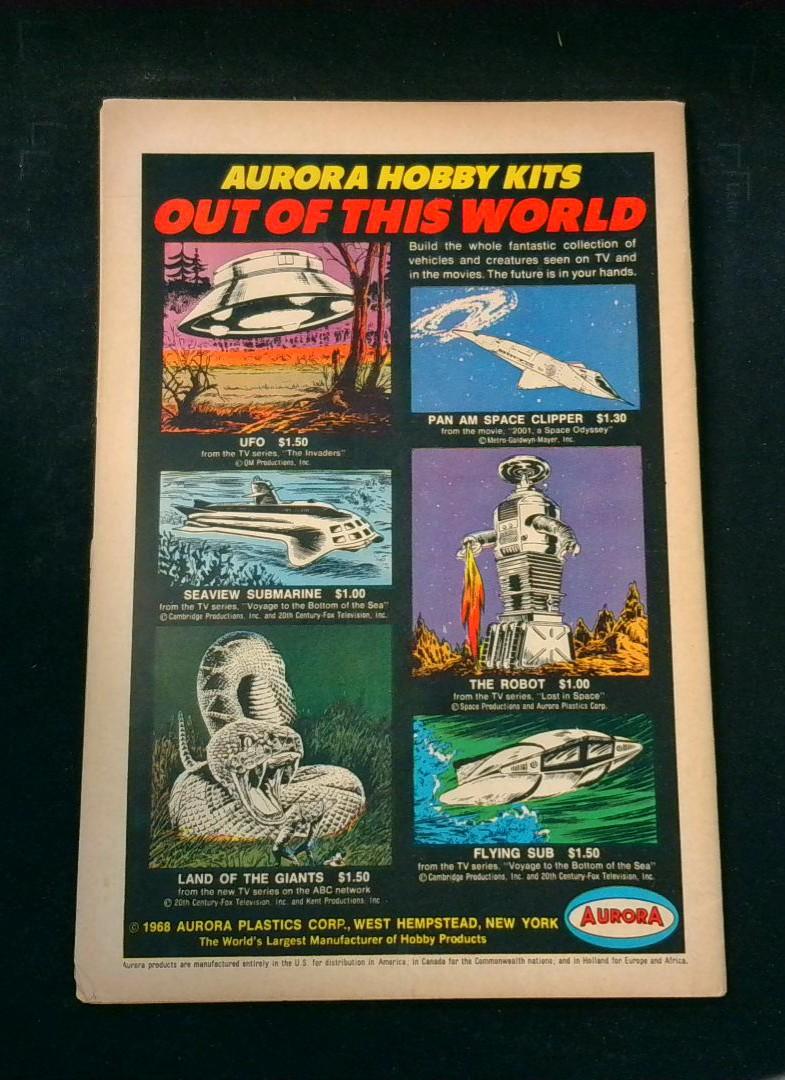 AURORA HOBBY KITS
OUT OF THIS WORLD
Build the whole fantastic collection of
vehicles and creatures seen on TV and
in the movies. The future is in your hands.
UFO $1.50
from the TV series, "The Invaders"
© QM Productions, Inc.
PAN AM SPACE CLIPPER $1.30
from the movie, "2001, a Space Odyssey"
© Metro-Goldwyn-Mayer, Inc.
SEAVIEW SUBMARINE $1.00
from the TV series, "Voyage to the Bottom of the Sea"
© Cambridge Productions, Inc. and 20th Century-Fox Television, Inc.
THE ROBOT $1.00
from the TV series, "Lost in Space"
© Space Productions and Aurora Plastics Corp.
LAND OF THE GIANTS $1.50
from the new TV series on the ABC network
© 20th Century-Fox Television, Inc. and Kent Productions, Inc.
FLYING SUB $1.50
from the TV series, "Voyage to the Bottom of the Sea"
© Cambridge Productions, Inc. and 20th Century-Fox Television, Inc.
© 1968 AURORA PLASTICS CORP., WEST HEMPSTEAD, NEW YORK
The World's Largest Manufacturer of Hobby Products
AURORA
Aurora products are manufactured entirely in the U.S. for distribution in America; in Canada for the Commonwealth nations; and in Holland for Europe and Africa.